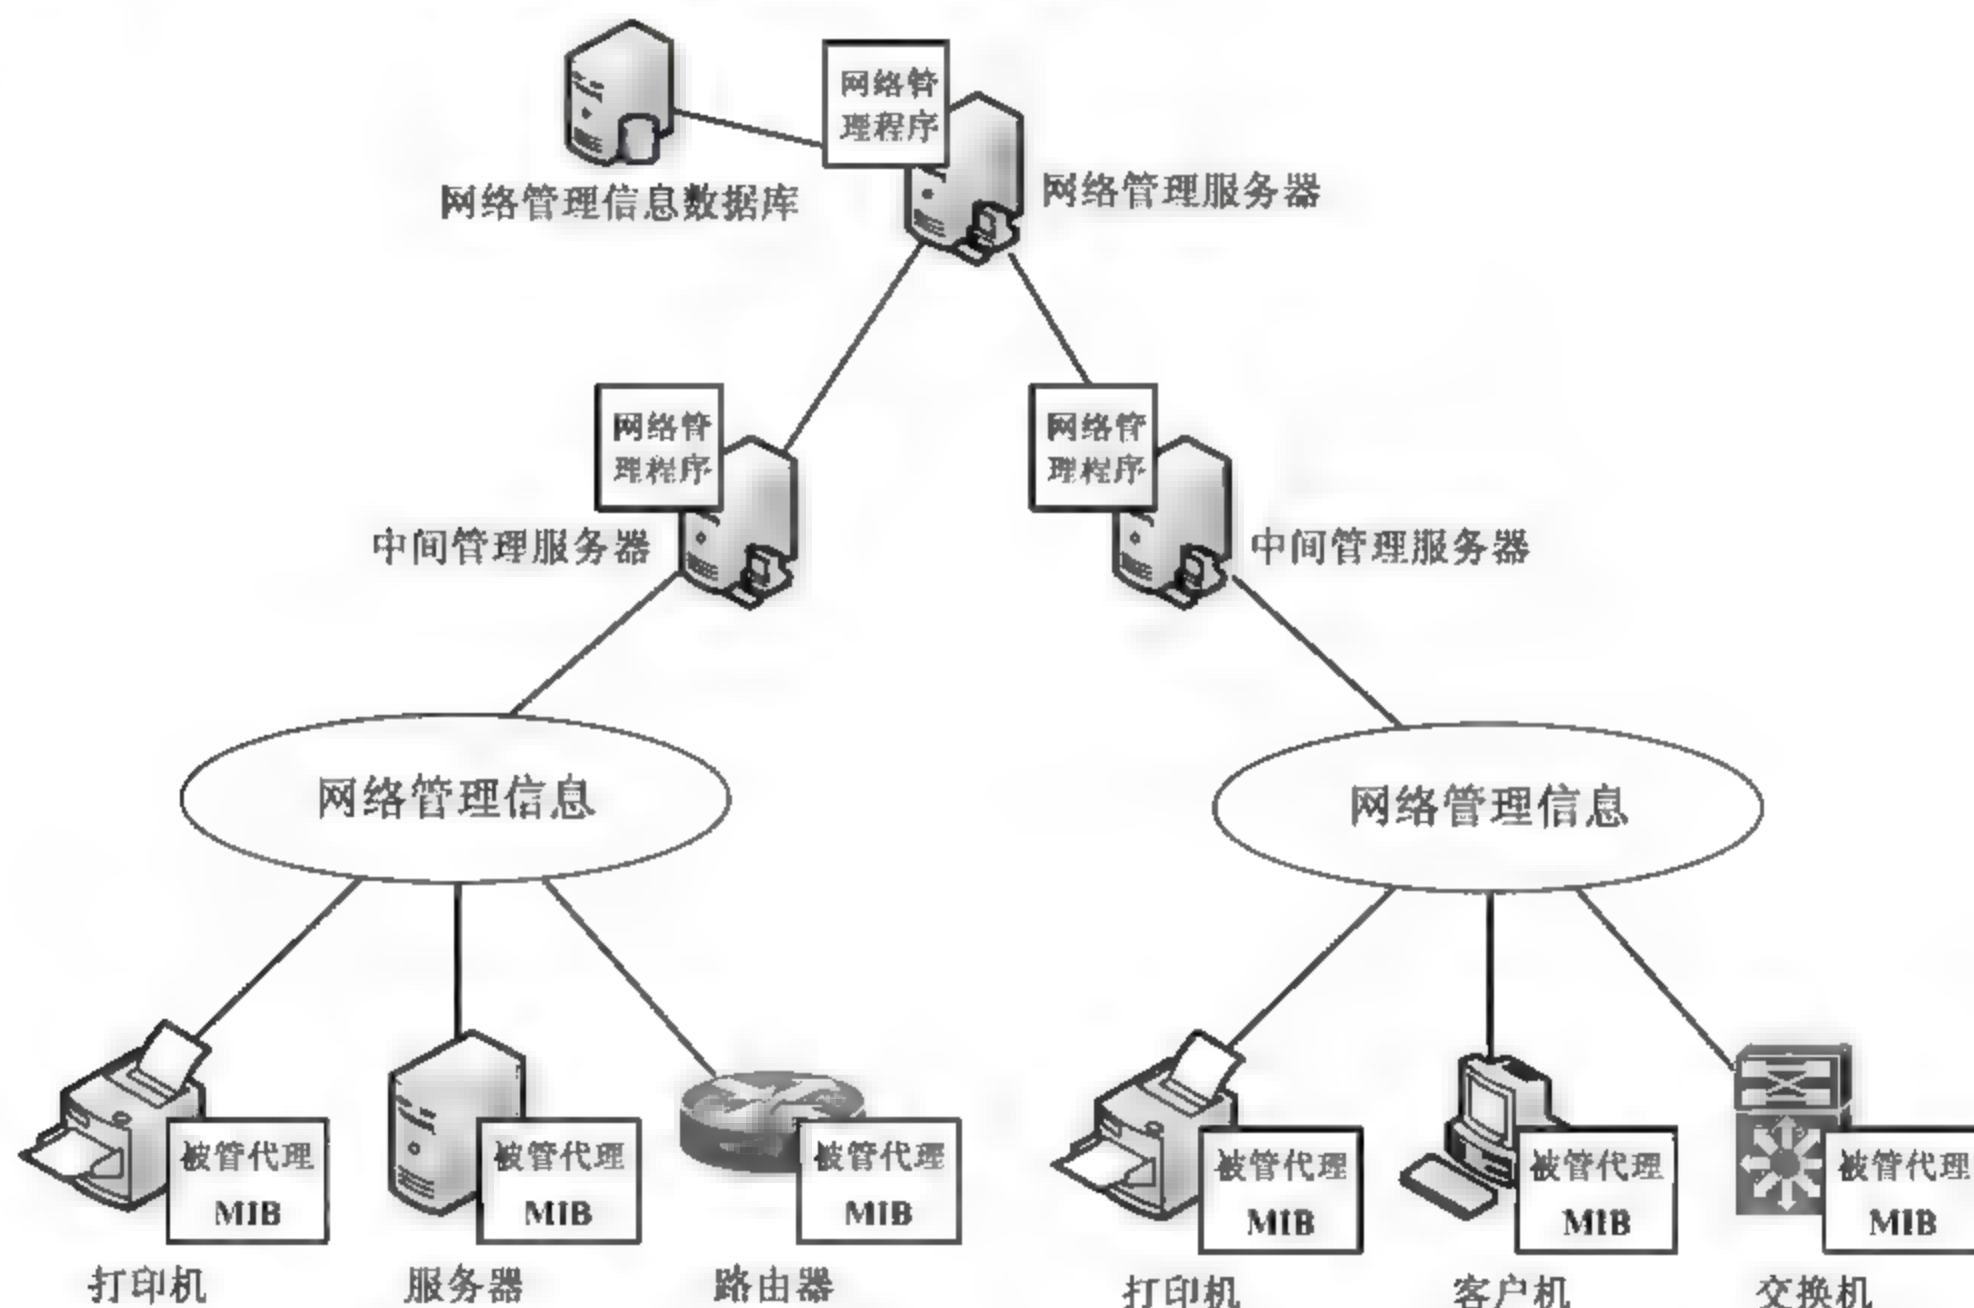 网络管
理程序
网络管理信息数据库
网络管理服务器
网络管
理程序
中间管理服务器
网络管
理程序
中间管理服务器
网络管理信息
网络管理信息
被管代理
MIB
打印机
被管代理
MIB
服务器
被管代理
MIB
路由器
被管代理
MIB
打印机
被管代理
MIB
客户机
被管代理
MIB
交换机